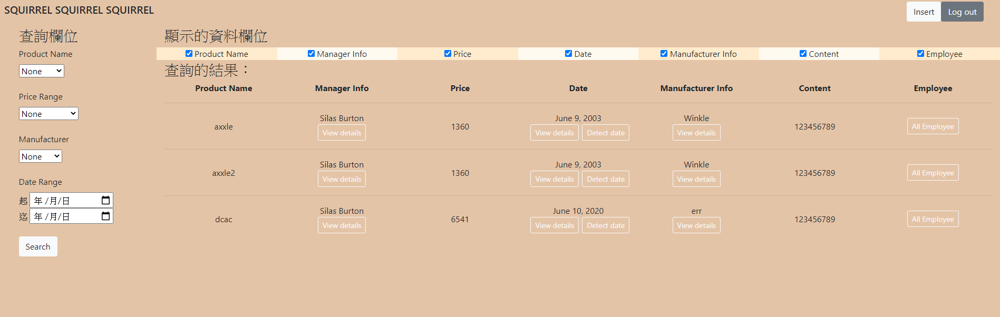 SQUIRREL SQUIRREL SQUIRREL
Insert Log out
查詢欄位
Product Name
None
Price Range
None
Manufacturer
None
Date Range
起 年 /月/日
迄 年 /月/日
Search
顯示的資料欄位
Product Name Manager Info Price Date Manufacturer Info Content Employee
查詢的結果：
Product Name Manager Info Price Date Manufacturer Info Content Employee
axxle Silas Burton View details 1360 June 9, 2003 View details Detect date Winkle View details 123456789 All Employee
axxle2 Silas Burton View details 1360 June 9, 2003 View details Detect date Winkle View details 123456789 All Employee
dcac Silas Burton View details 6541 June 10, 2020 View details Detect date err View details 123456789 All Employee